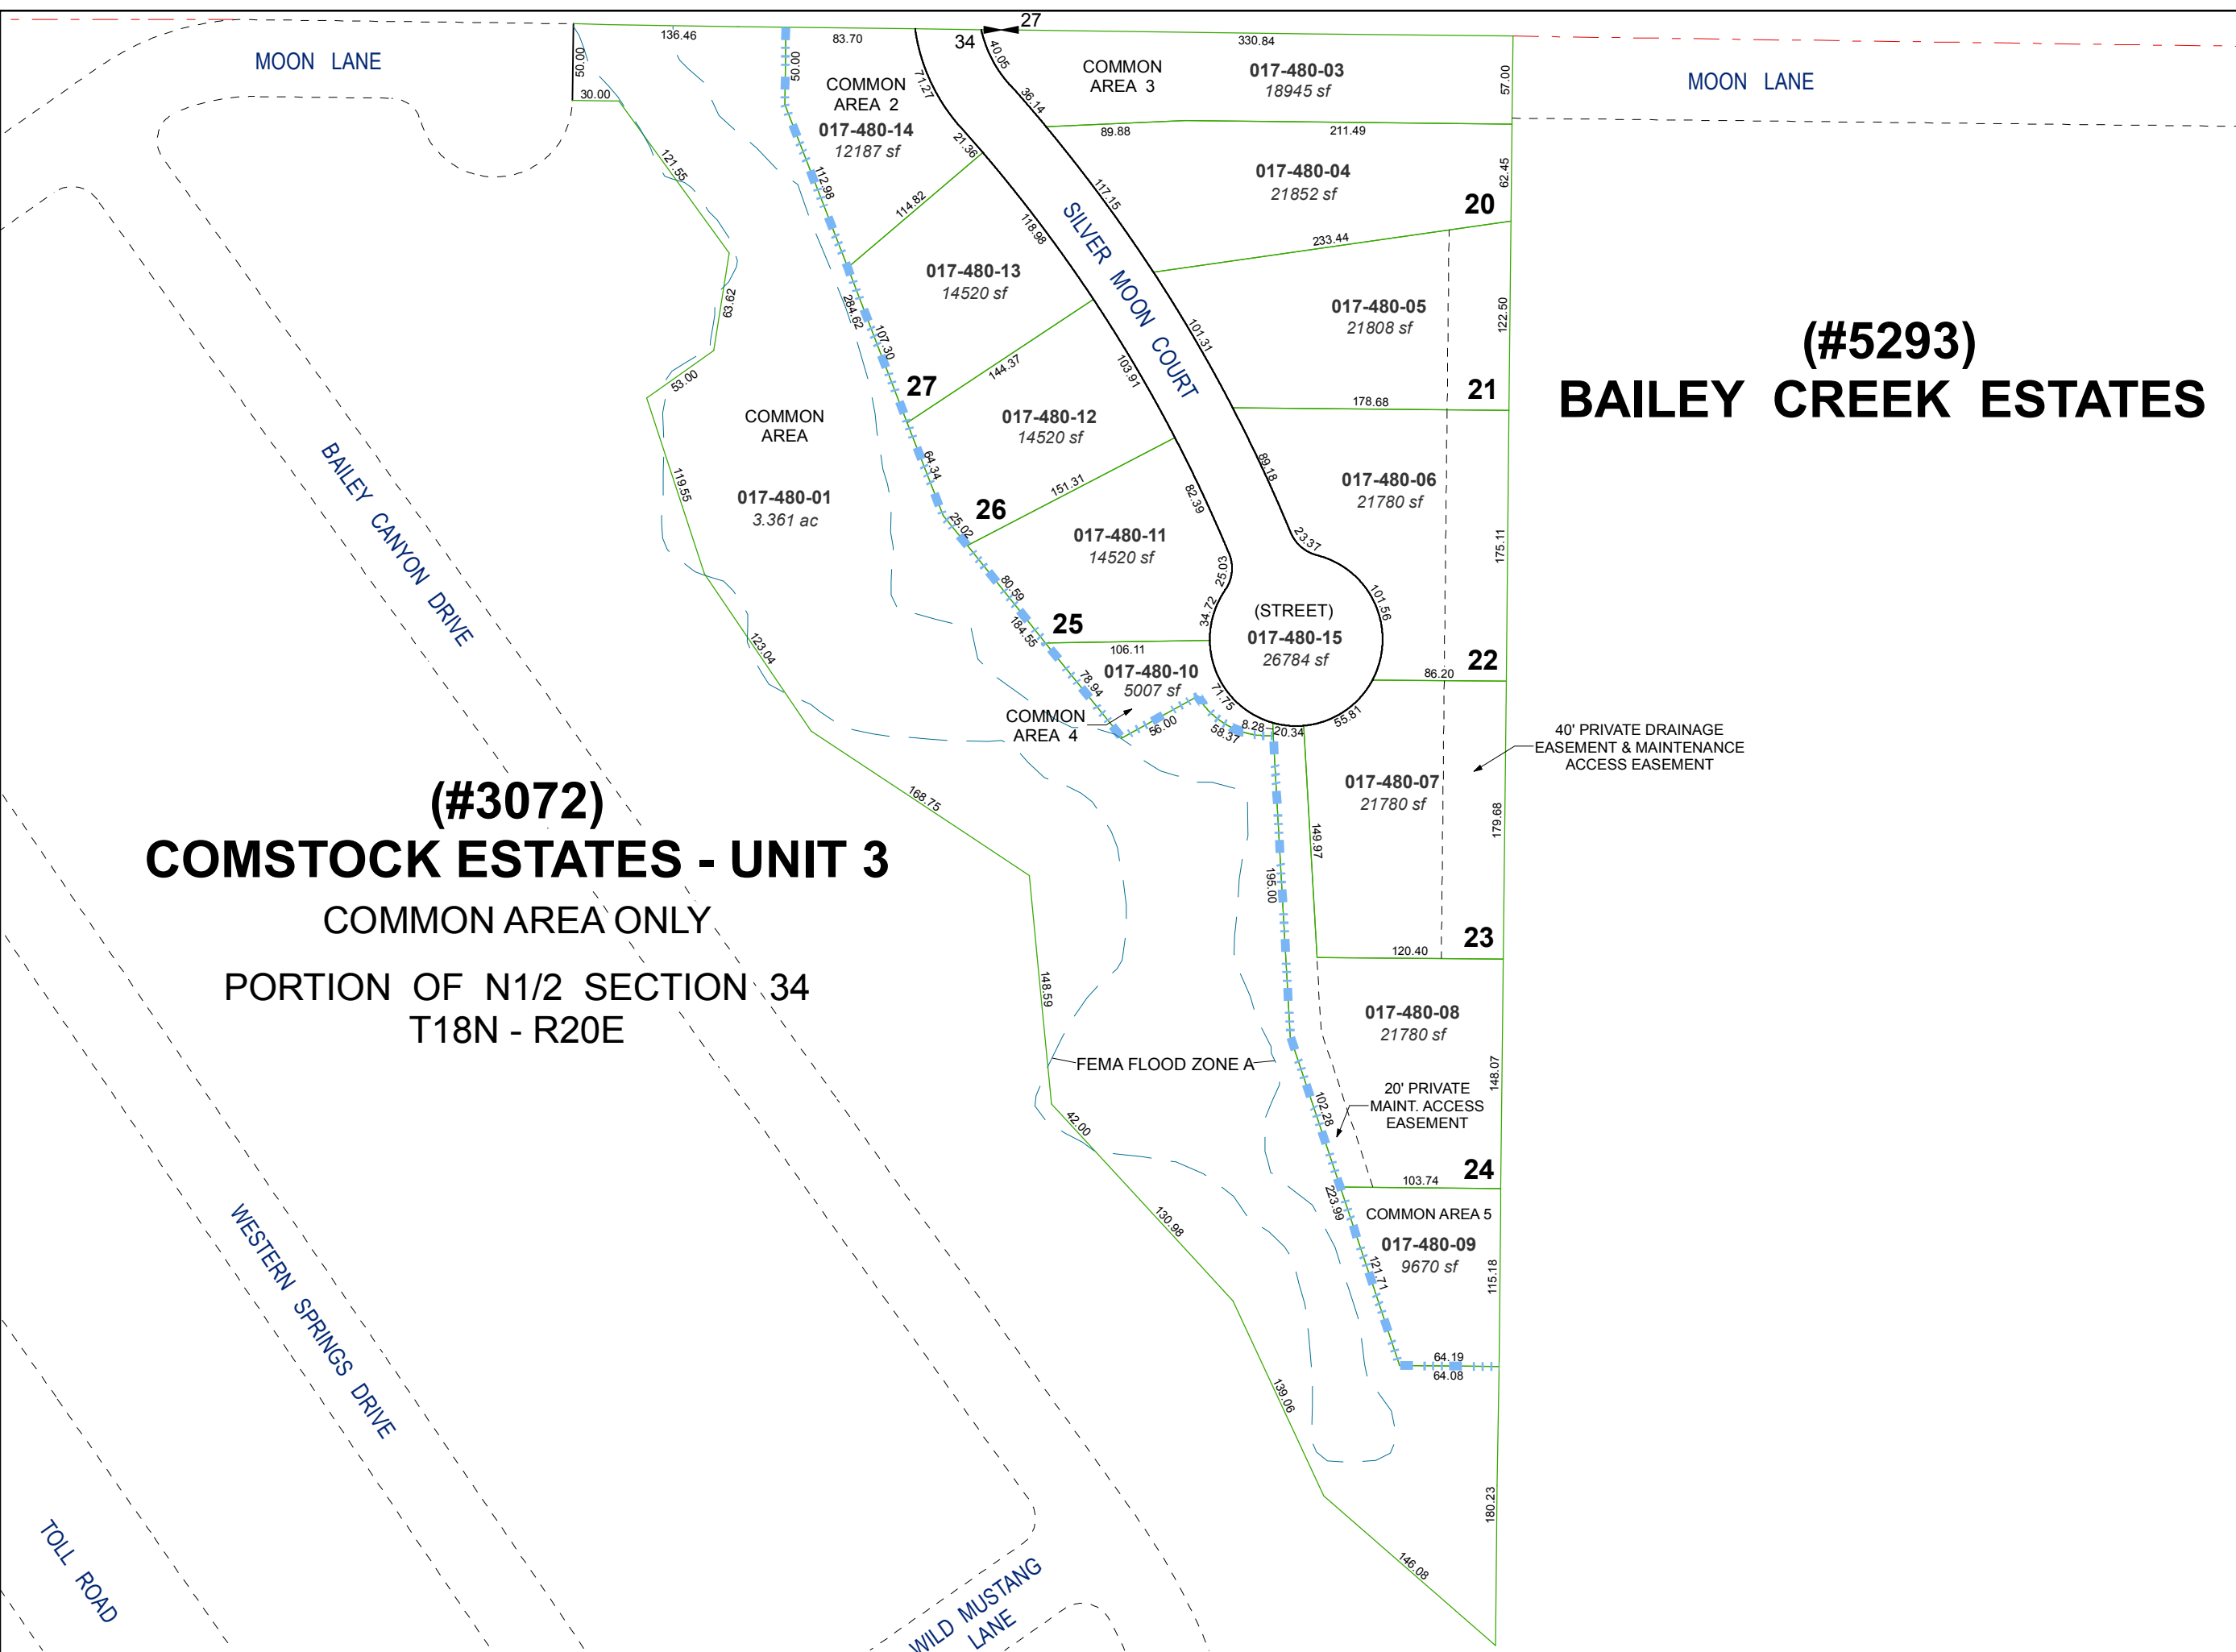 27
34
136.46
83.70
330.84
MOON LANE
MOON LANE
50.00
30.00
50.00
71.27
40.05
36.14
57.00
COMMON
AREA 2
017-480-14
12187 sf
COMMON
AREA 3
017-480-03
18945 sf
89.88
211.49
21.36
121.55
112.98
114.82
118.98
117.15
62.45
017-480-04
21852 sf
20
SILVER MOON COURT
233.44
63.62
017-480-13
14520 sf
284.62
107.30
101.31
122.50
017-480-05
21808 sf
(#5293)
BAILEY CREEK ESTATES
53.00
144.37
103.91
27
21
178.68
COMMON
AREA
017-480-01
3.361 ac
017-480-12
14520 sf
BAILEY CANYON DRIVE
119.55
64.34
25.02
151.31
82.39
89.18
26
017-480-06
21780 sf
017-480-11
14520 sf
23.37
175.11
25.03
34.72
101.56
80.59
184.55
25
(STREET)
017-480-15
26784 sf
123.04
106.11
017-480-10
5007 sf
78.94
71.75
22
86.20
COMMON
AREA 4
56.00
58.37
8.28
20.34
55.81
40' PRIVATE DRAINAGE
EASEMENT & MAINTENANCE
ACCESS EASEMENT
017-480-07
21780 sf
168.75
149.97
195.00
179.68
(#3072)
COMSTOCK ESTATES - UNIT 3
COMMON AREA ONLY
PORTION OF N1/2 SECTION 34
T18N - R20E
23
120.40
148.59
017-480-08
21780 sf
FEMA FLOOD ZONE A
148.07
20' PRIVATE
MAINT. ACCESS
EASEMENT
42.00
102.28
24
103.74
223.99
130.98
COMMON AREA 5
017-480-09
9670 sf
121.71
115.18
WESTERN SPRINGS DRIVE
64.19
64.08
139.06
180.23
146.08
TOLL ROAD
WILD MUSTANG
LANE